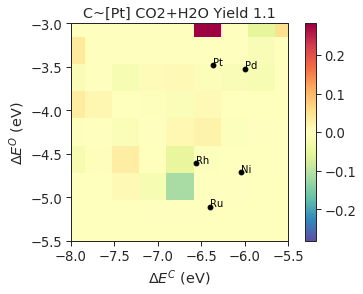 C~[Pt] CO2+H2O Yield 1.1
−3.0
−3.5
−4.0
−4.5
−5.0
−5.5
ΔE^O (eV)
Pt
Pd
Rh
Ni
Ru
−8.0 −7.5 −7.0 −6.5 −6.0 −5.5
ΔE^C (eV)
0.2
0.1
0.0
−0.1
−0.2